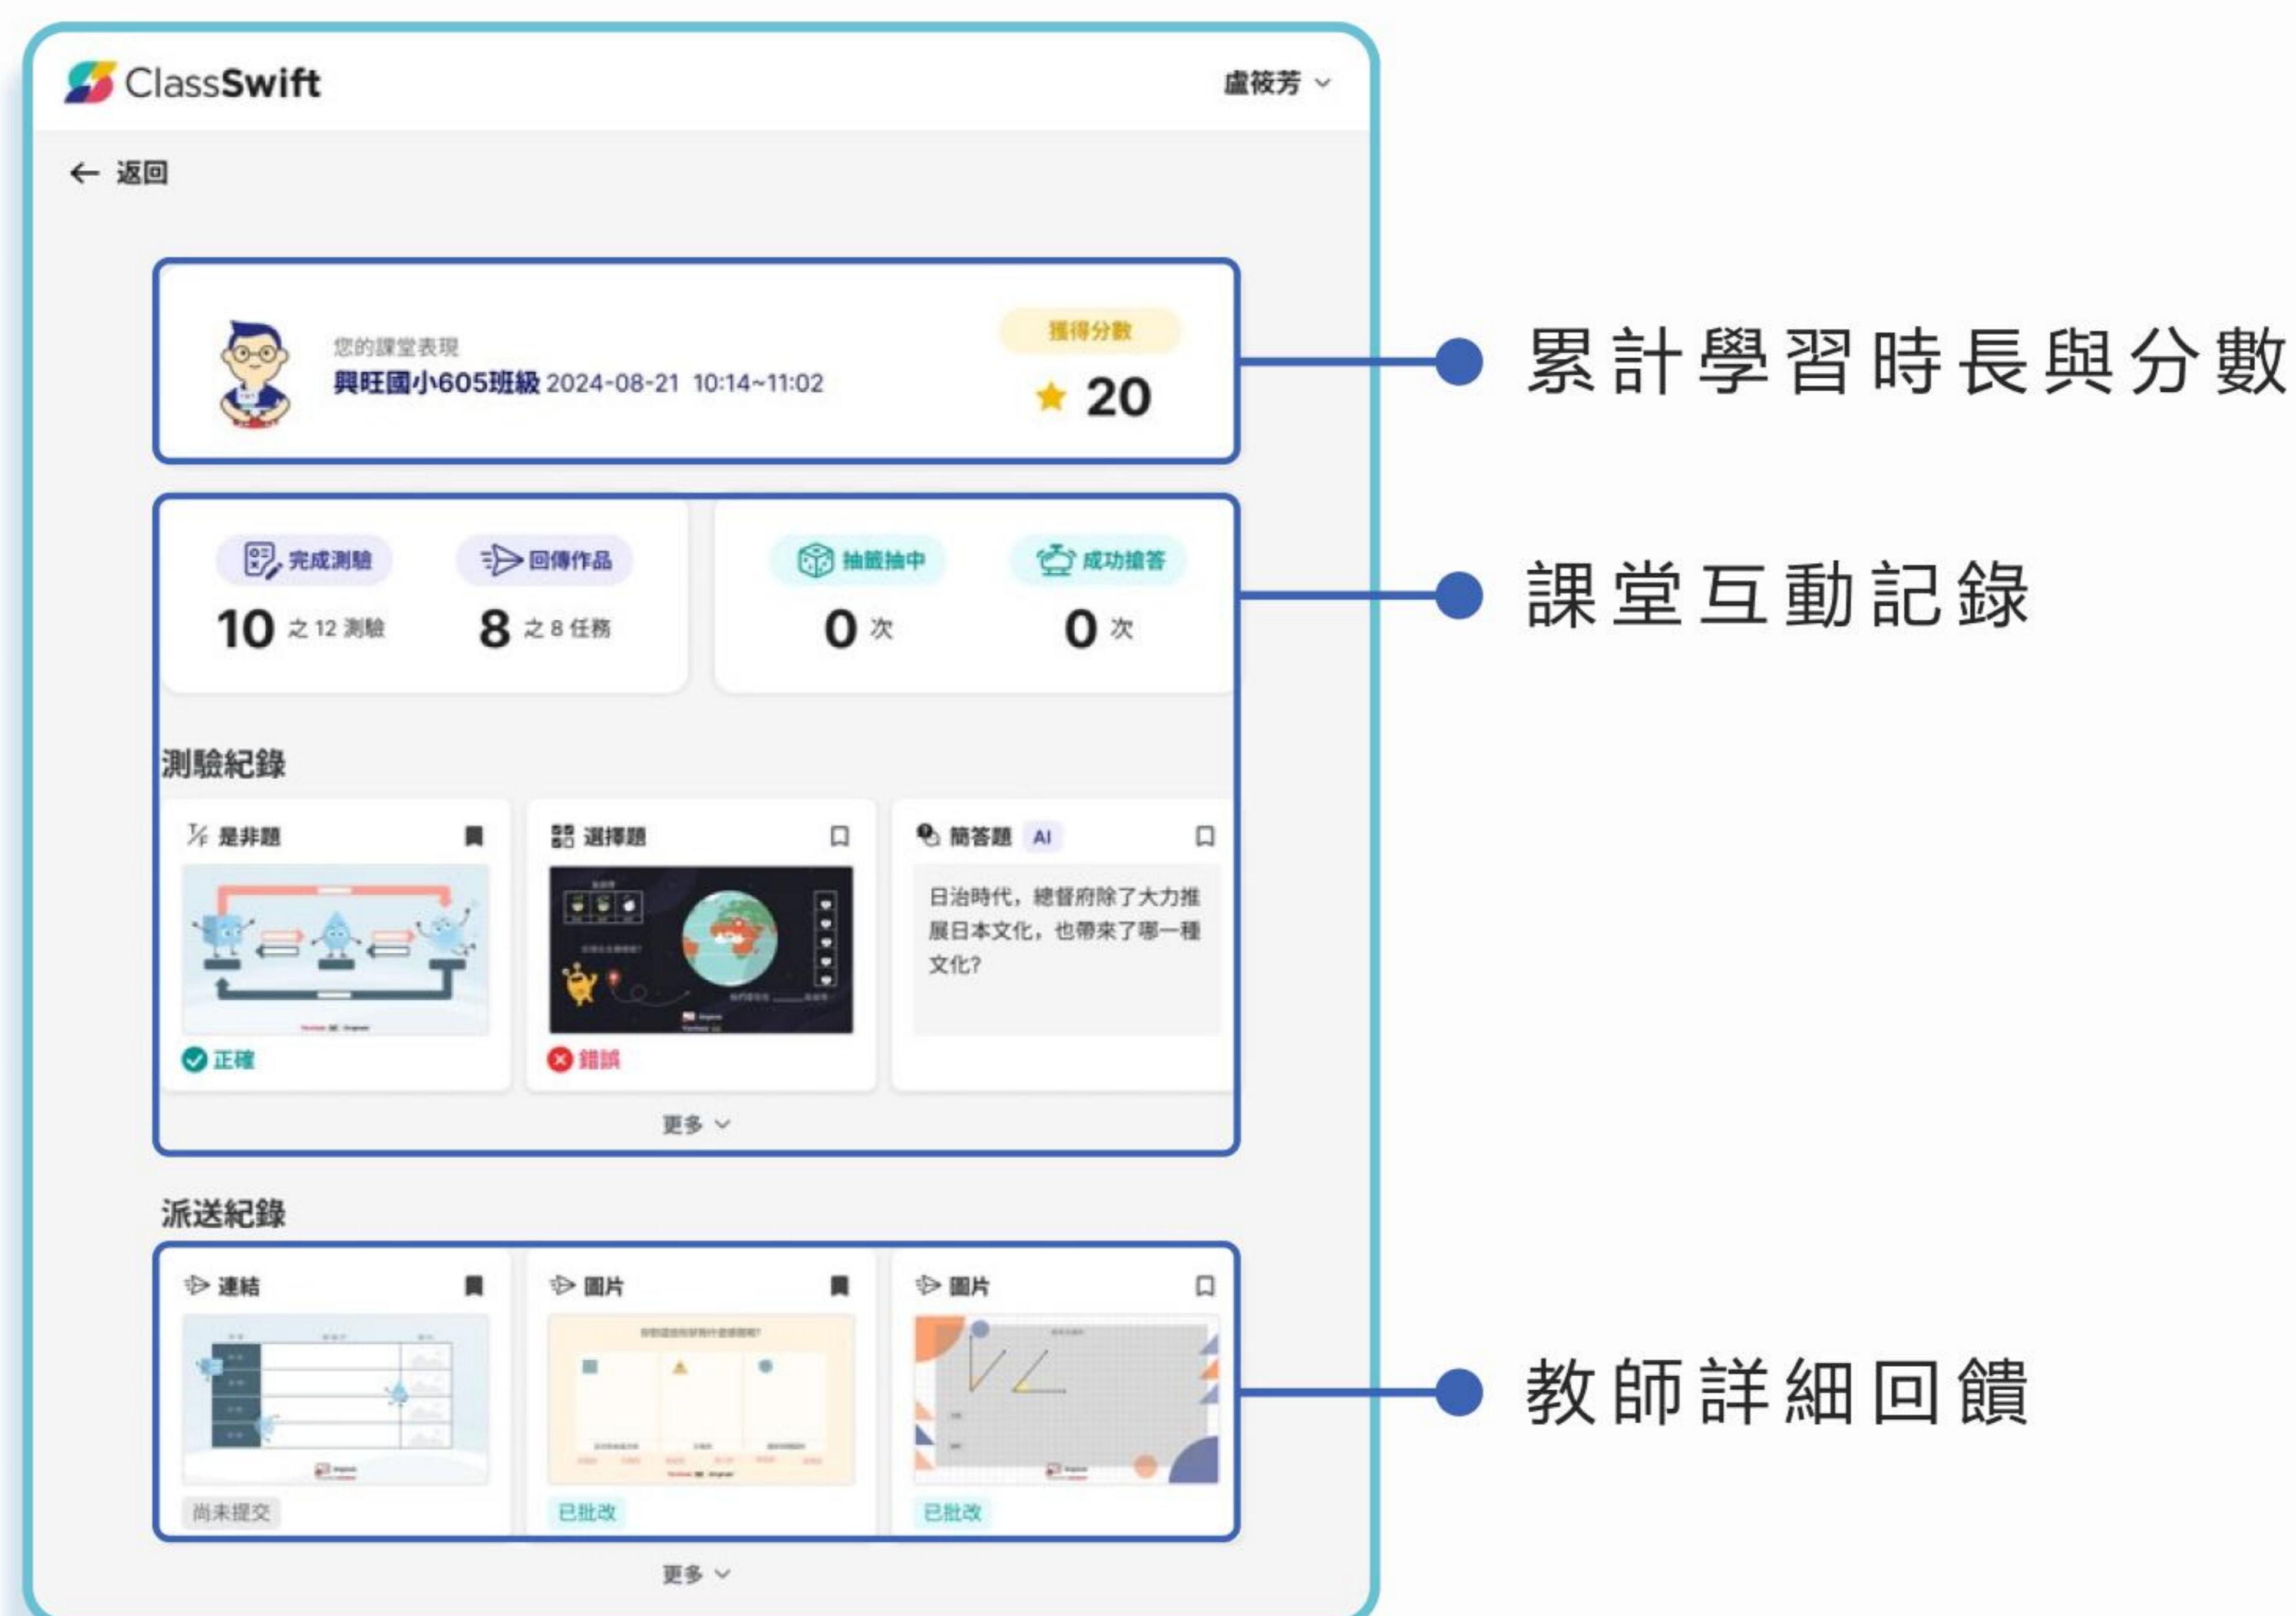 ClassSwift
盧筱芳
返回
您的課堂表現
興旺國小605班級 2024-08-21 10:14~11:02
獲得分數
20
累計學習時長與分數
完成測驗
10 之 12 測驗
回傳作品
8 之 8 任務
抽籤抽中
0 次
成功搶答
0 次
課堂互動記錄
測驗紀錄
T/F 是非題
正確
選擇題
錯誤
簡答題 AI
日治時代，總督府除了大力推
展日本文化，也帶來了哪一種
文化?
更多
派送紀錄
連結
尚未提交
圖片
已批改
圖片
已批改
教師詳細回饋
更多